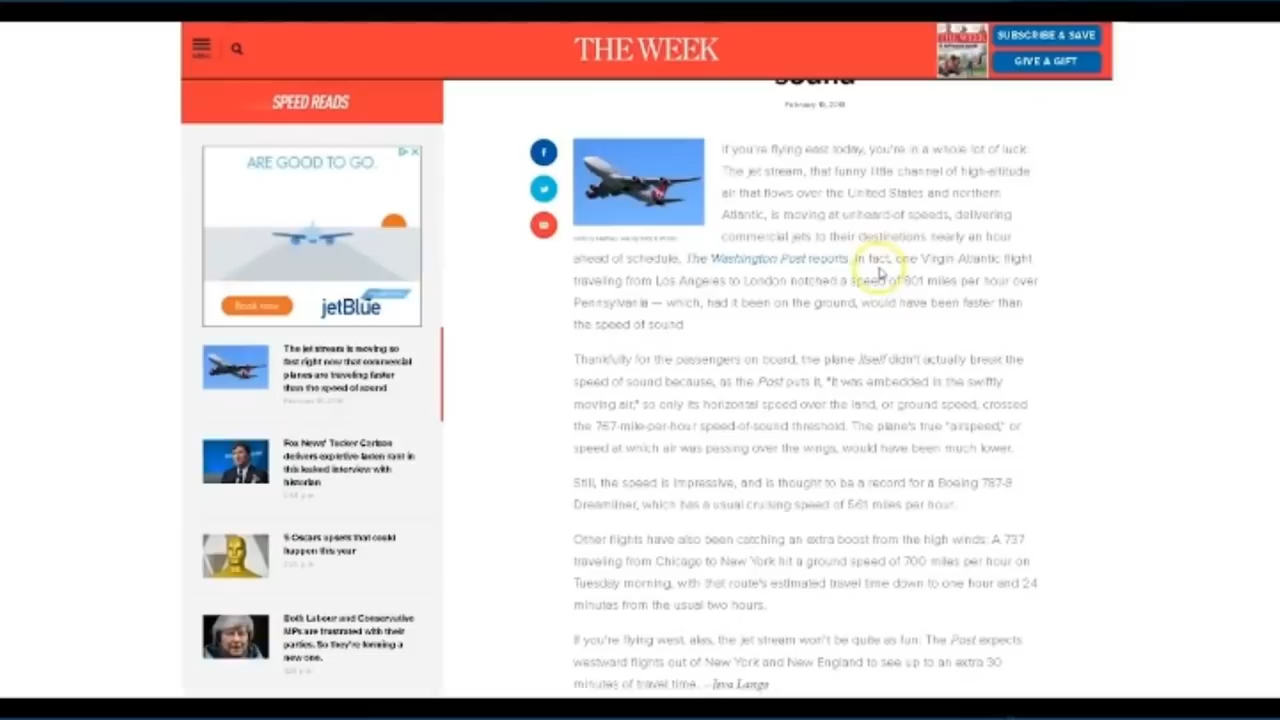 THE WEEK
SUBSCRIBE & SAVE
GIVE A GIFT
SPEED READS
sound
ARE GOOD TO GO.
Book now
jetBlue
The jet stream is moving so
fast right now that commercial
planes are traveling faster
than the speed of sound
Fox News' Tucker Carlson
delivers expletive-laden rant in
this leaked interview with
historian
5 Oscars upsets that could
happen this year
Both Labour and Conservative
MPs are frustrated with their
parties. So they're forming a
new one.
If you're flying east today, you're in a whole lot of luck:
The jet stream, that funny little channel of high-altitude
air that flows over the United States and northern
Atlantic, is moving at unheard-of speeds, delivering
commercial jets to their destinations nearly an hour
ahead of schedule, The Washington Post reports. In fact, one Virgin Atlantic flight
traveling from Los Angeles to London notched a speed of 801 miles per hour over
Pennsylvania — which, had it been on the ground, would have been faster than
the speed of sound
Thankfully for the passengers on board, the plane itself didn't actually break the
speed of sound because, as the Post puts it, "it was embedded in the swiftly
moving air," so only its horizontal speed over the land, or ground speed, crossed
the 767-mile-per-hour speed-of-sound threshold. The plane's true "airspeed," or
speed at which air was passing over the wings, would have been much lower.
Still, the speed is impressive, and is thought to be a record for a Boeing 787-9
Dreamliner, which has a usual cruising speed of 561 miles per hour.
Other flights have also been catching an extra boost from the high winds: A 737
traveling from Chicago to New York hit a ground speed of 700 miles per hour on
Tuesday morning, with that route's estimated travel time down to one hour and 24
minutes from the usual two hours.
If you're flying west, alas, the jet stream won't be quite as fun: The Post expects
westward flights out of New York and New England to see up to an extra 30
minutes of travel time. —Jeva Lange